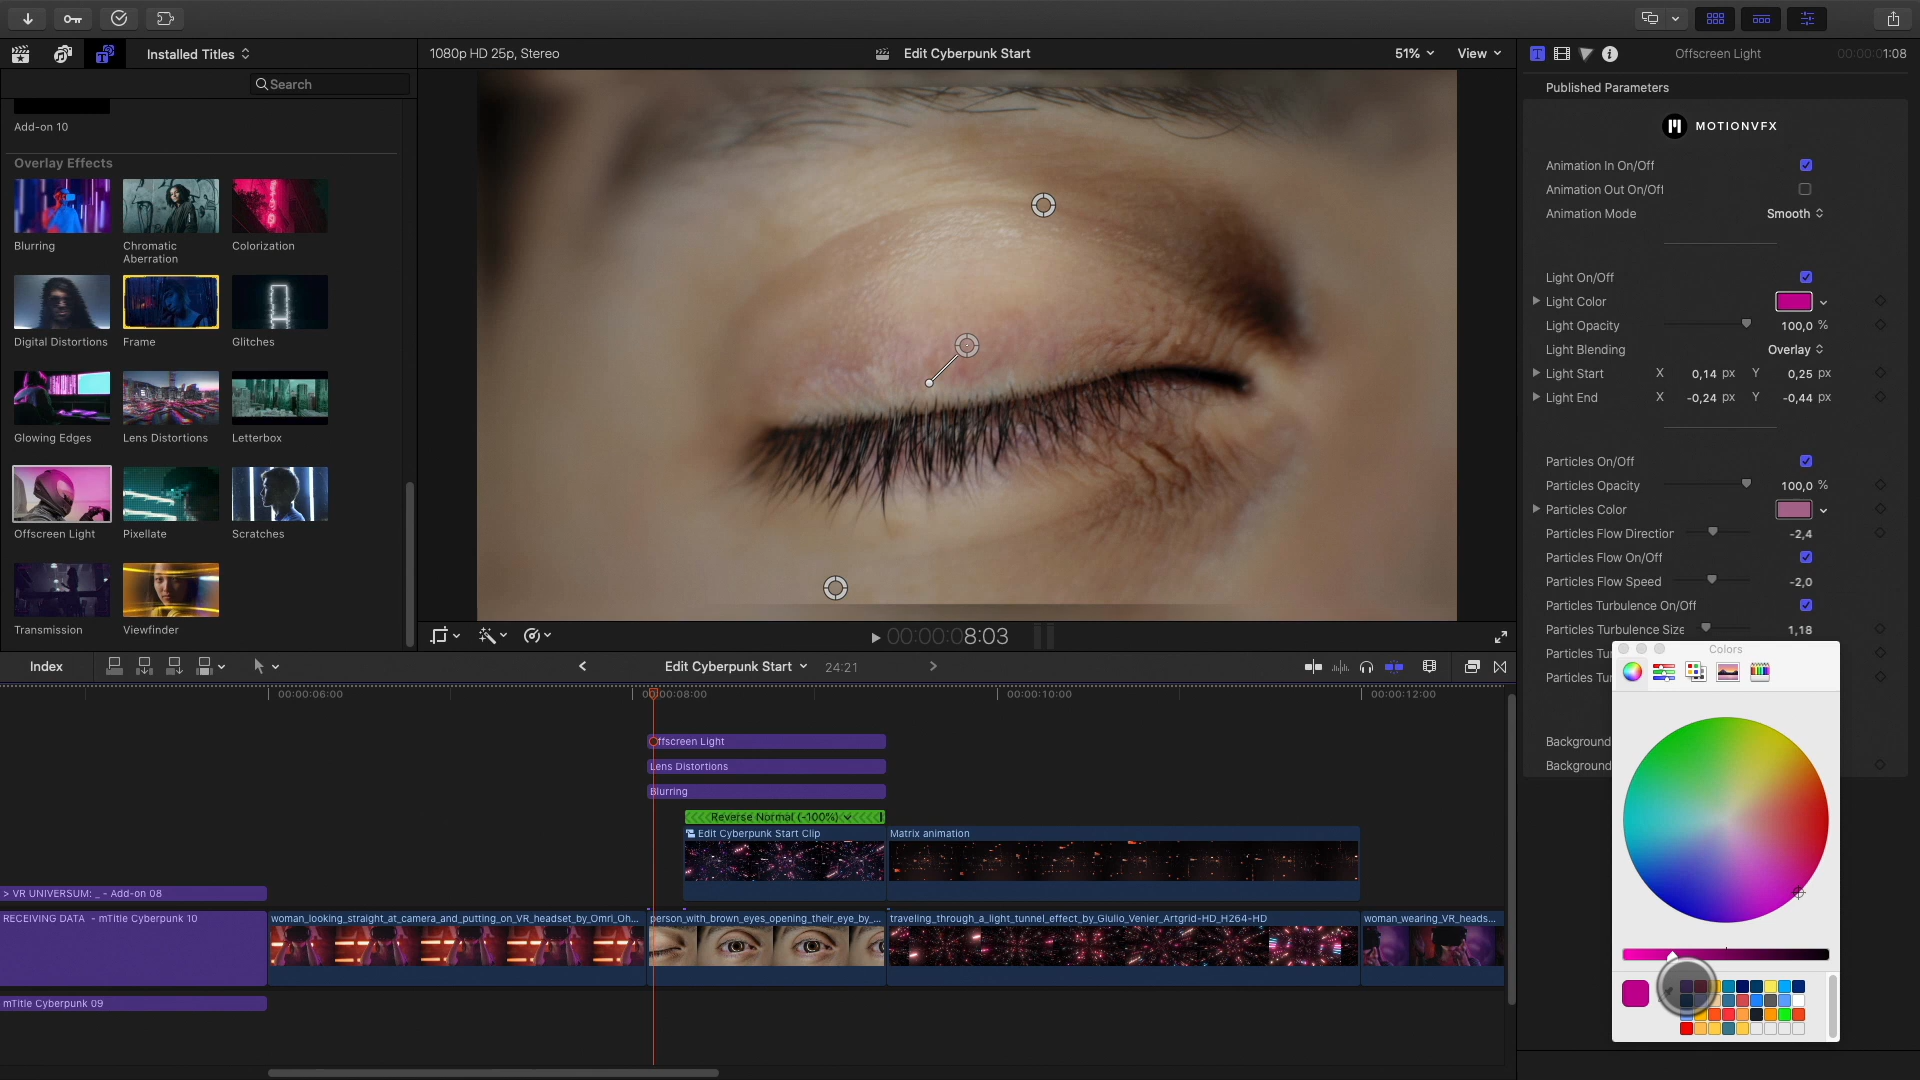 Installed Titles
1080p HD 25p, Stereo
Edit Cyberpunk Start
51%
View
Offscreen Light
00:00:01:08
Search
Published Parameters
Add-on 10
MOTIONVFX
Overlay Effects
Animation In On/Off
Animation Out On/Off
Animation Mode
Smooth
Blurring
Chromatic
Aberration
Colorization
Light On/Off
Light Color
Light Opacity
100,0 %
Digital Distortions
Frame
Glitches
Light Blending
Overlay
Light Start
X 0,14 px Y 0,25 px
Light End
X -0,24 px Y -0,44 px
Glowing Edges
Lens Distortions
Letterbox
Particles On/Off
Particles Opacity
100,0 %
Particles Color
Offscreen Light
Pixellate
Scratches
Particles Flow Direction
-2,4
Particles Flow On/Off
Particles Flow Speed
-2,0
Particles Turbulence On/Off
Transmission
Viewfinder
Particles Turbulence Size
1,18
00:00:08:03
Particles Tu
Particles Tu
Colors
Index
Edit Cyberpunk Start
24:21
00:00:06:00
00:00:08:00
00:00:10:00
00:00:12:00
Background
Background
Offscreen Light
Lens Distortions
Blurring
Reverse Normal (-100%)
Edit Cyberpunk Start Clip
Matrix animation
> VR UNIVERSUM: _ - Add-on 08
RECEIVING DATA - mTitle Cyberpunk 10
woman_looking_straight_at_camera_and_putting_on_VR_headset_by_Omri_Oh...
person_with_brown_eyes_opening_their_eye_by_...
traveling_through_a_light_tunnel_effect_by_Giulio_Venier_Artgrid-HD_H264-HD
woman_wearing_VR_heads...
mTitle Cyberpunk 09